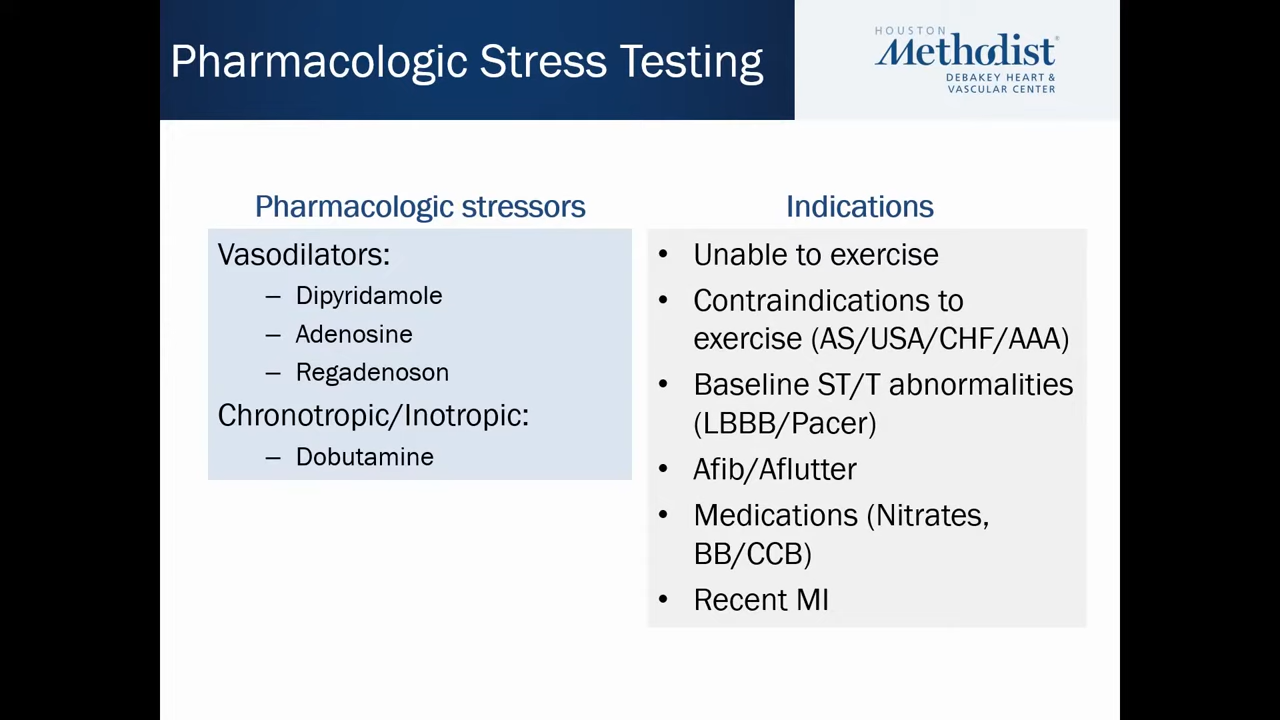 Pharmacologic Stress Testing
HOUSTON
Methodist®
DEBAKEY HEART &
VASCULAR CENTER
Pharmacologic stressors
Vasodilators:
– Dipyridamole
– Adenosine
– Regadenoson
Chronotropic/Inotropic:
– Dobutamine
Indications
• Unable to exercise
• Contraindications to
exercise (AS/USA/CHF/AAA)
• Baseline ST/T abnormalities
(LBBB/Pacer)
• Afib/Aflutter
• Medications (Nitrates,
BB/CCB)
• Recent MI